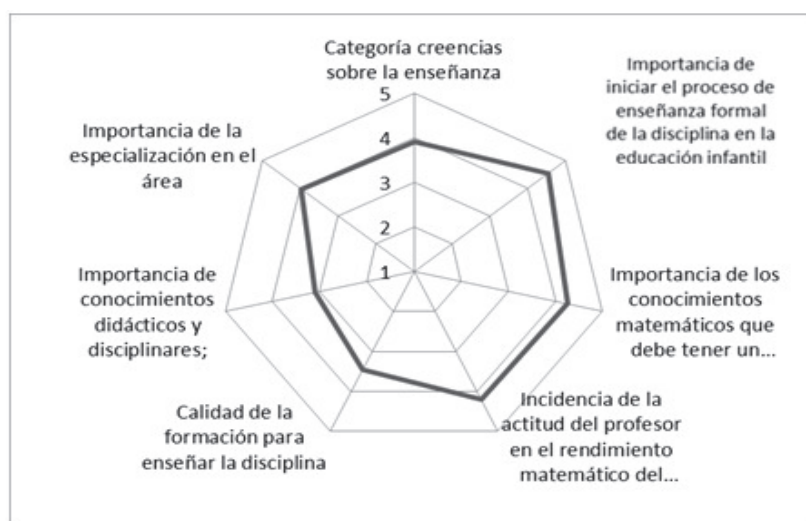 Categoría creencias
sobre la enseñanza
Importancia de
iniciar el proceso de
enseñanza formal
de la disciplina en la
educación infantil
Importancia de los
conocimientos
matemáticos que
debe tener un...
Incidencia de la
actitud del profesor
en el rendimiento
matemático del...
Calidad de la
formación para
enseñar la disciplina
Importancia de
conocimientos
didácticos y
disciplinares;
Importancia de la
especialización en el
área
5
4
3
2
1